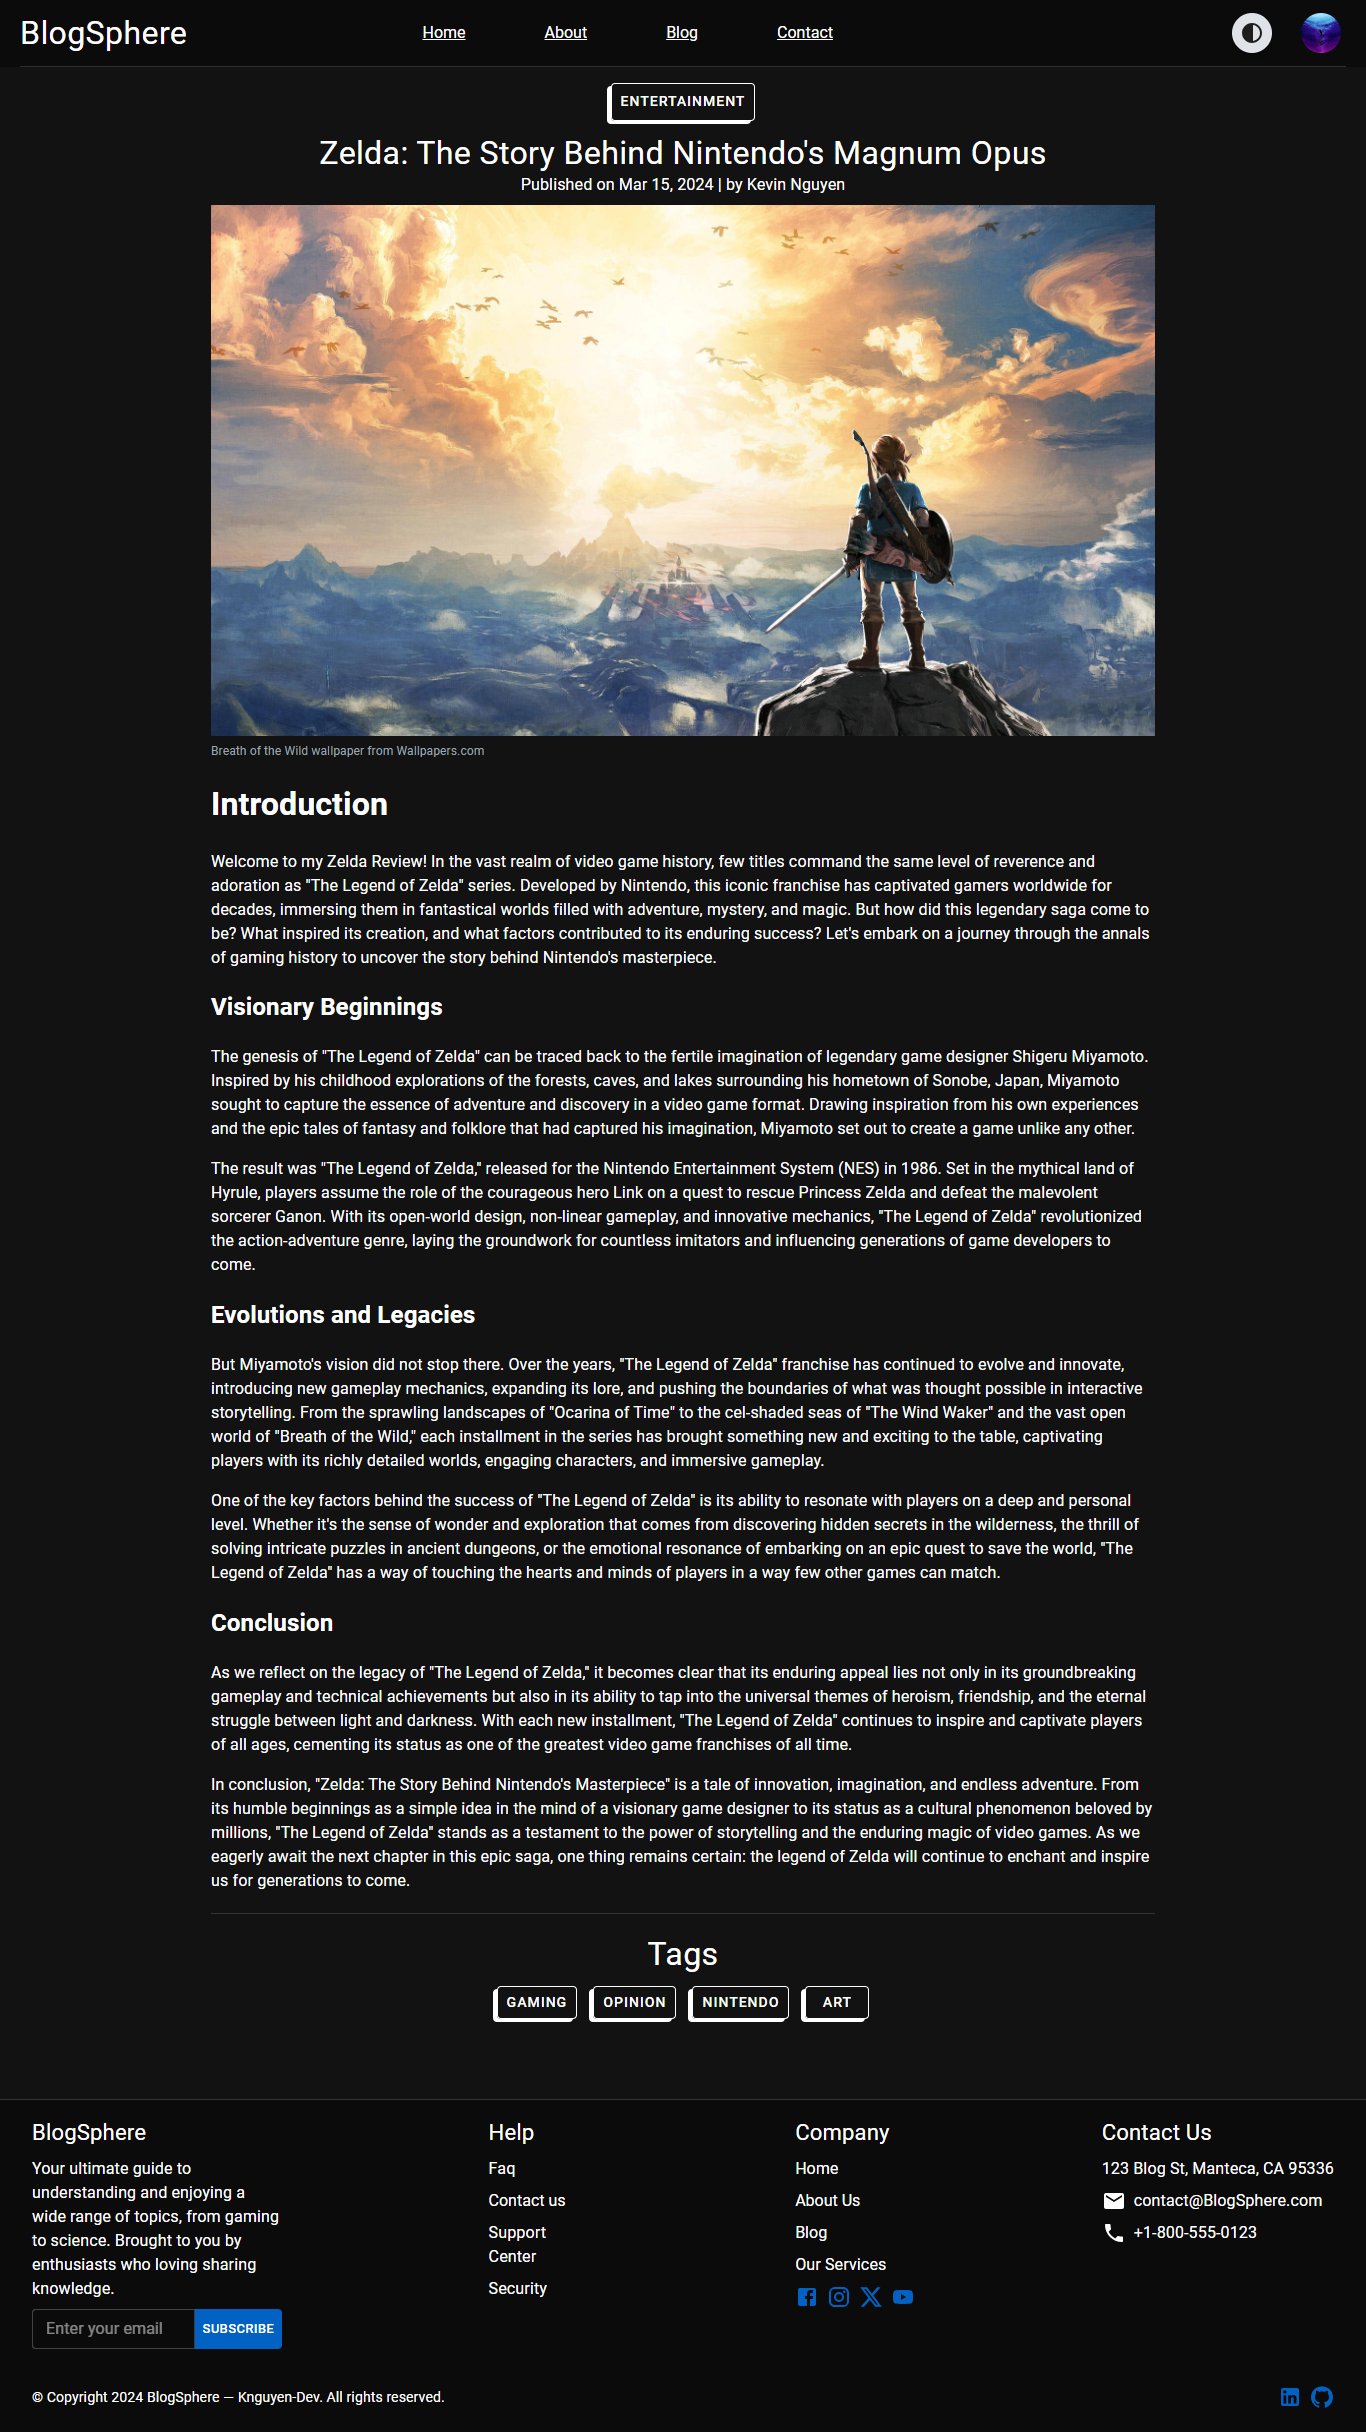 BlogSphere
Home
About
Blog
Contact
ENTERTAINMENT
Zelda: The Story Behind Nintendo's Magnum Opus
Published on Mar 15, 2024 | by Kevin Nguyen
Breath of the Wild wallpaper from Wallpapers.com
Introduction
Welcome to my Zelda Review! In the vast realm of video game history, few titles command the same level of reverence and
adoration as "The Legend of Zelda" series. Developed by Nintendo, this iconic franchise has captivated gamers worldwide for
decades, immersing them in fantastical worlds filled with adventure, mystery, and magic. But how did this legendary saga come to
be? What inspired its creation, and what factors contributed to its enduring success? Let's embark on a journey through the annals
of gaming history to uncover the story behind Nintendo's masterpiece.
Visionary Beginnings
The genesis of "The Legend of Zelda" can be traced back to the fertile imagination of legendary game designer Shigeru Miyamoto.
Inspired by his childhood explorations of the forests, caves, and lakes surrounding his hometown of Sonobe, Japan, Miyamoto
sought to capture the essence of adventure and discovery in a video game format. Drawing inspiration from his own experiences
and the epic tales of fantasy and folklore that had captured his imagination, Miyamoto set out to create a game unlike any other.
The result was "The Legend of Zelda," released for the Nintendo Entertainment System (NES) in 1986. Set in the mythical land of
Hyrule, players assume the role of the courageous hero Link on a quest to rescue Princess Zelda and defeat the malevolent
sorcerer Ganon. With its open-world design, non-linear gameplay, and innovative mechanics, "The Legend of Zelda" revolutionized
the action-adventure genre, laying the groundwork for countless imitators and influencing generations of game developers to
come.
Evolutions and Legacies
But Miyamoto's vision did not stop there. Over the years, "The Legend of Zelda" franchise has continued to evolve and innovate,
introducing new gameplay mechanics, expanding its lore, and pushing the boundaries of what was thought possible in interactive
storytelling. From the sprawling landscapes of "Ocarina of Time" to the cel-shaded seas of "The Wind Waker" and the vast open
world of "Breath of the Wild," each installment in the series has brought something new and exciting to the table, captivating
players with its richly detailed worlds, engaging characters, and immersive gameplay.
One of the key factors behind the success of "The Legend of Zelda" is its ability to resonate with players on a deep and personal
level. Whether it's the sense of wonder and exploration that comes from discovering hidden secrets in the wilderness, the thrill of
solving intricate puzzles in ancient dungeons, or the emotional resonance of embarking on an epic quest to save the world, "The
Legend of Zelda" has a way of touching the hearts and minds of players in a way few other games can match.
Conclusion
As we reflect on the legacy of "The Legend of Zelda," it becomes clear that its enduring appeal lies not only in its groundbreaking
gameplay and technical achievements but also in its ability to tap into the universal themes of heroism, friendship, and the eternal
struggle between light and darkness. With each new installment, "The Legend of Zelda" continues to inspire and captivate players
of all ages, cementing its status as one of the greatest video game franchises of all time.
In conclusion, "Zelda: The Story Behind Nintendo's Masterpiece" is a tale of innovation, imagination, and endless adventure. From
its humble beginnings as a simple idea in the mind of a visionary game designer to its status as a cultural phenomenon beloved by
millions, "The Legend of Zelda" stands as a testament to the power of storytelling and the enduring magic of video games. As we
eagerly await the next chapter in this epic saga, one thing remains certain: the legend of Zelda will continue to enchant and inspire
us for generations to come.
Tags
GAMING
OPINION
NINTENDO
ART
BlogSphere
Your ultimate guide to
understanding and enjoying a
wide range of topics, from gaming
to science. Brought to you by
enthusiasts who loving sharing
knowledge.
Enter your email
SUBSCRIBE
Help
Faq
Contact us
Support
Center
Security
Company
Home
About Us
Blog
Our Services
Contact Us
123 Blog St, Manteca, CA 95336
contact@BlogSphere.com
+1-800-555-0123
© Copyright 2024 BlogSphere — Knguyen-Dev. All rights reserved.